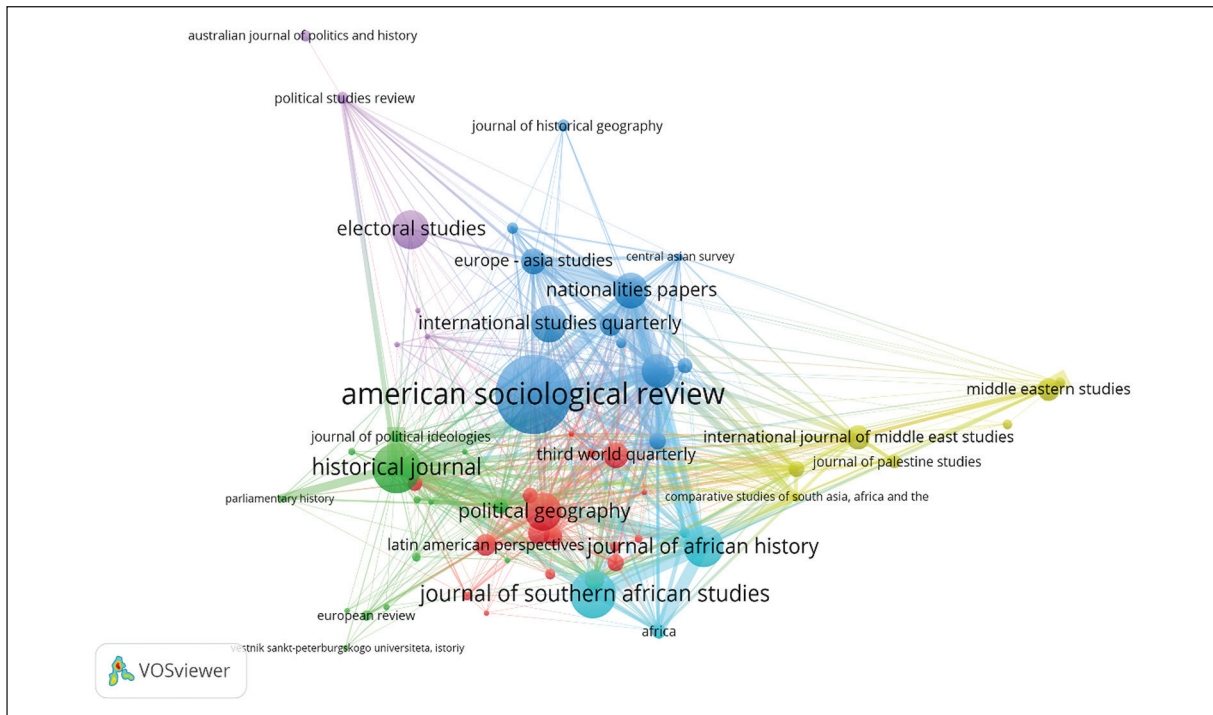 australian journal of politics and history
political studies review
journal of historical geography
electoral studies
europe - asia studies
central asian survey
nationalities papers
international studies quarterly
american sociological review
middle eastern studies
journal of political ideologies
international journal of middle east studies
third world quarterly
historical journal
journal of palestine studies
parliamentary history
comparative studies of south asia, africa and the
political geography
latin american perspectives
journal of african history
journal of southern african studies
european review
africa
vestnik sankt-peterburgskogo universiteta, istoriy
VOSviewer